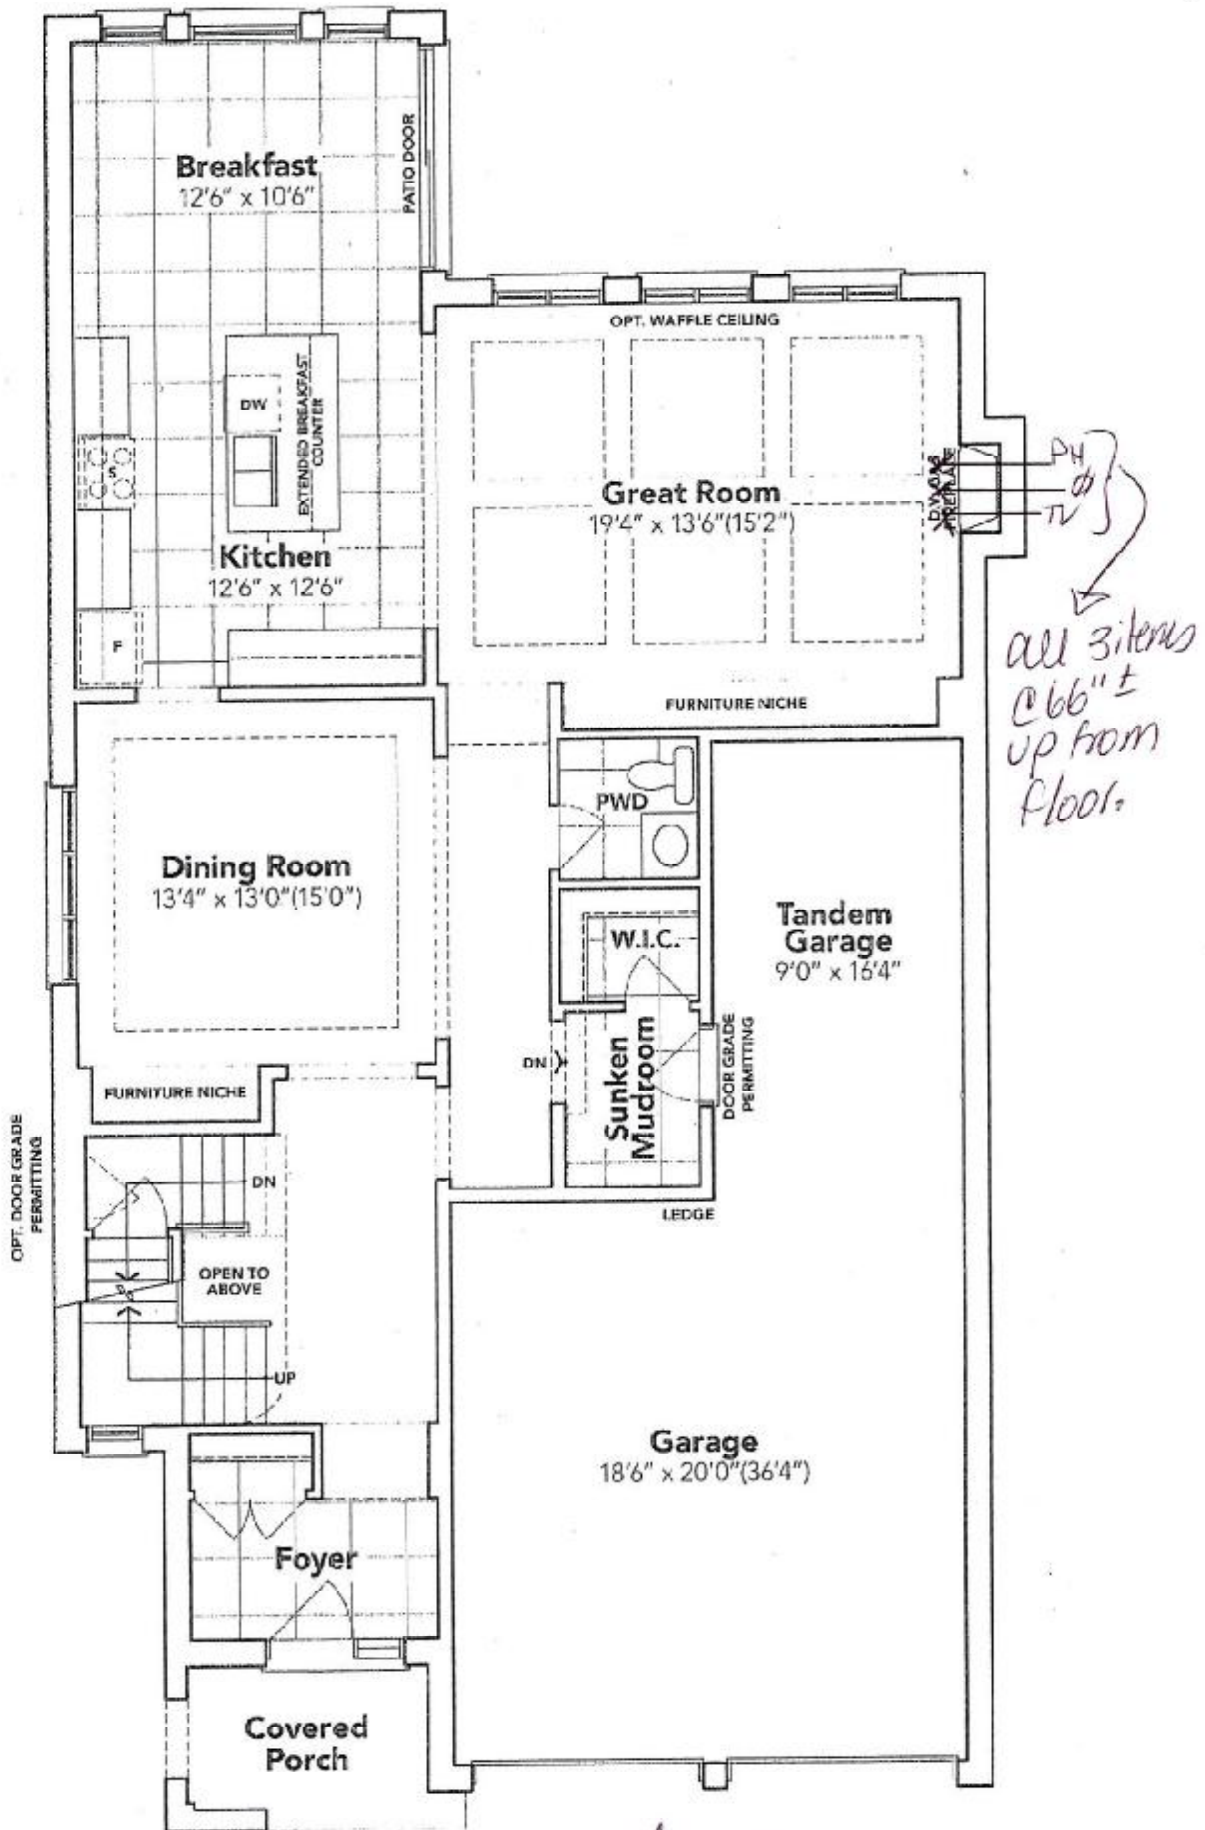 Breakfast
12'6" x 10'6"
PATIO DOOR
OPT. WAFFLE CEILING
DW
EXTENDED BREAKFAST
COUNTER
S
Great Room
19'4" x 13'6"(15'2")
FIREPLACE
PH
TV
all 3 items
@ 66" ±
up from
floor.
Kitchen
12'6" x 12'6"
F
FURNITURE NICHE
PWD
Dining Room
13'4" x 13'0"(15'0")
Tandem
Garage
9'0" x 16'4"
W.I.C.
DN
Sunken
Mudroom
DOOR GRADE
PERMITTING
FURNITURE NICHE
OPT. DOOR GRADE
PERMITTING
DN
LEDGE
OPEN TO
ABOVE
UP
Garage
18'6" x 20'0"(36'4")
Foyer
Covered
Porch